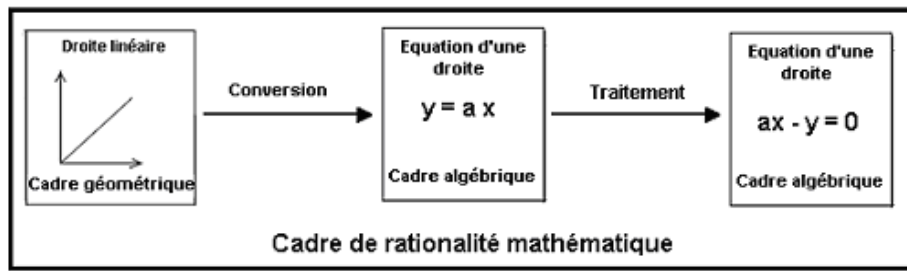 Droite linéaire
Cadre géométrique
Conversion
Equation d'une
droite
y = a x
Cadre algébrique
Traitement
Equation d'une
droite
ax - y = 0
Cadre algébrique
Cadre de rationalité mathématique